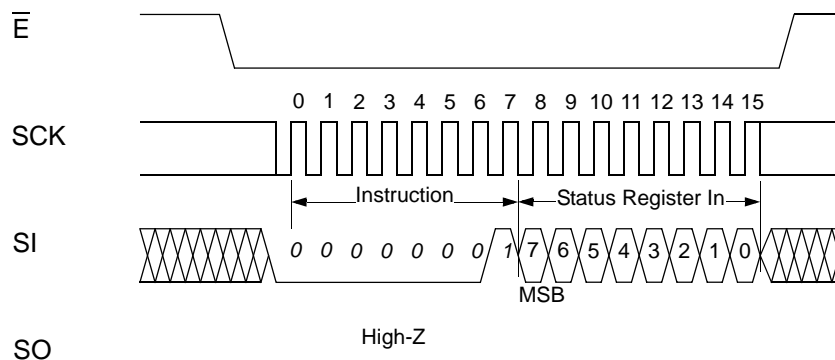 E
0 1 2 3 4 5 6 7 8 9 10 11 12 13 14 15
SCK
Instruction Status Register In
SI 0 0 0 0 0 0 0 1 7 6 5 4 3 2 1 0
MSB
High-Z
SO